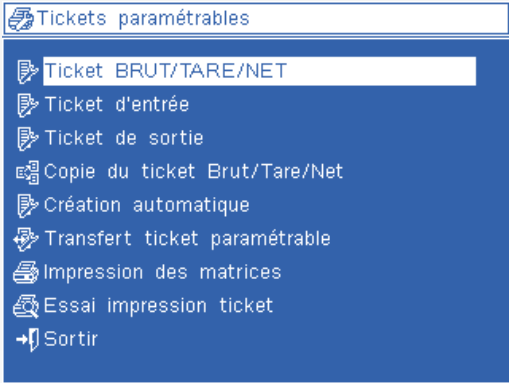 Tickets paramétrables
Ticket BRUT/TARE/NET
Ticket d'entrée
Ticket de sortie
Copie du ticket Brut/Tare/Net
Création automatique
Transfert ticket paramétrable
Impression des matrices
Essai impression ticket
Sortir